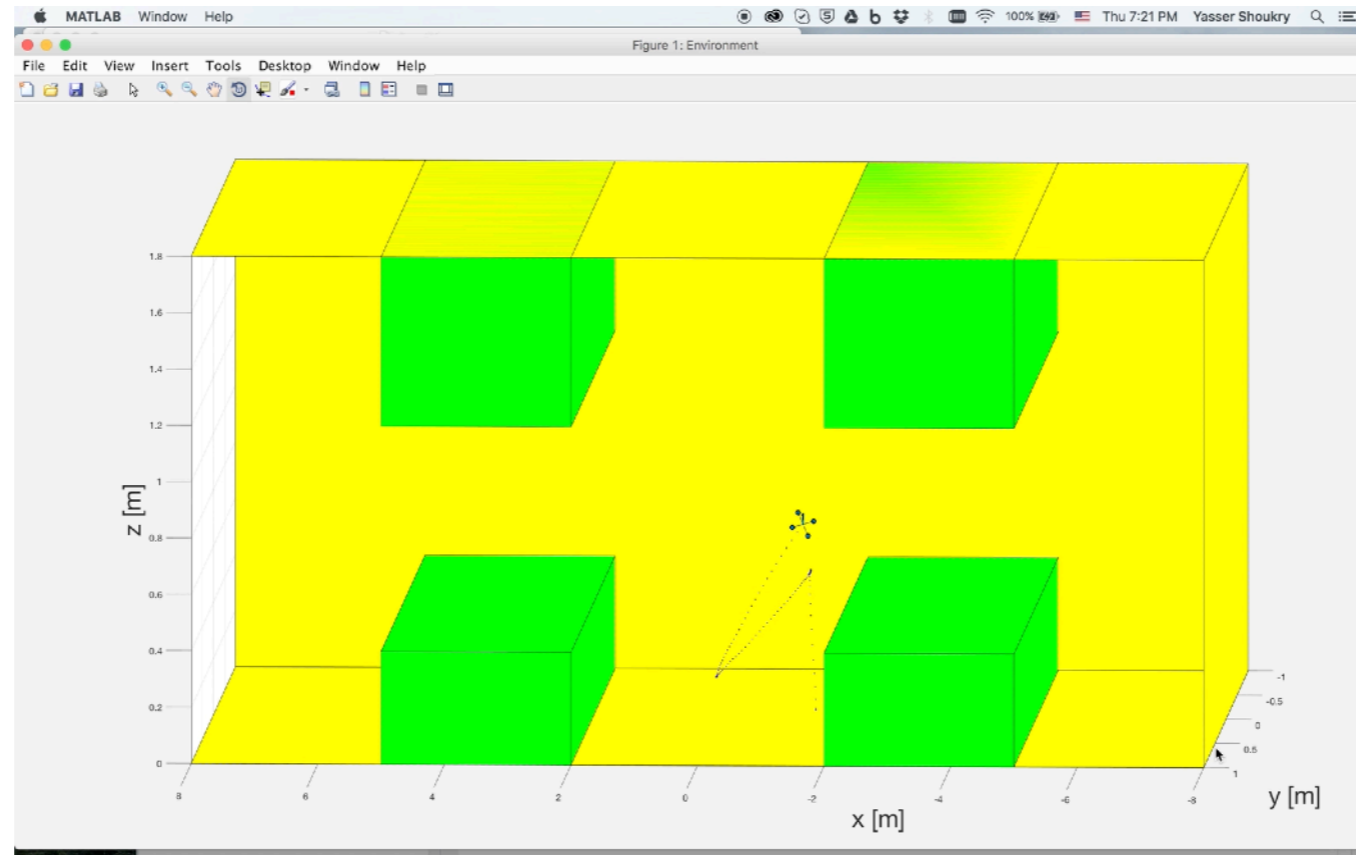 MATLAB Window Help 100% Thu 7:21 PM Yasser Shoukry
Figure 1: Environment
File Edit View Insert Tools Desktop Window Help
1.8
1.6
1.4
1.2
1
0.8
0.6
0.4
0.2
0
z [m]
8 6 4 2 0 -2 -4 -6 -8
x [m]
-1
-0.5
0
0.5
1
y [m]